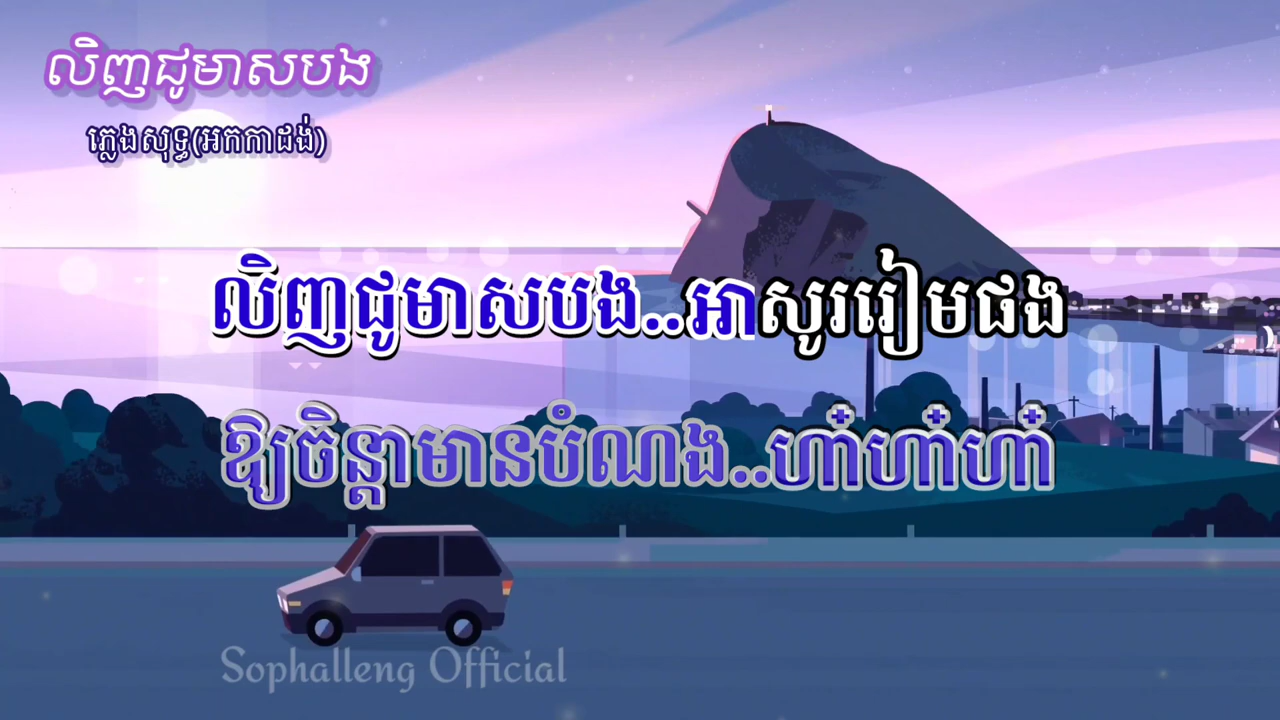 លិញជូមាសបង
ភ្លេងសុទ្ធ(អកកាដង់)
លិញជូមាសបង..អាសូររៀមផង
ឱ្យចិន្តាមានបំណង..ហាំហាំហាំ
Sophalleng Official